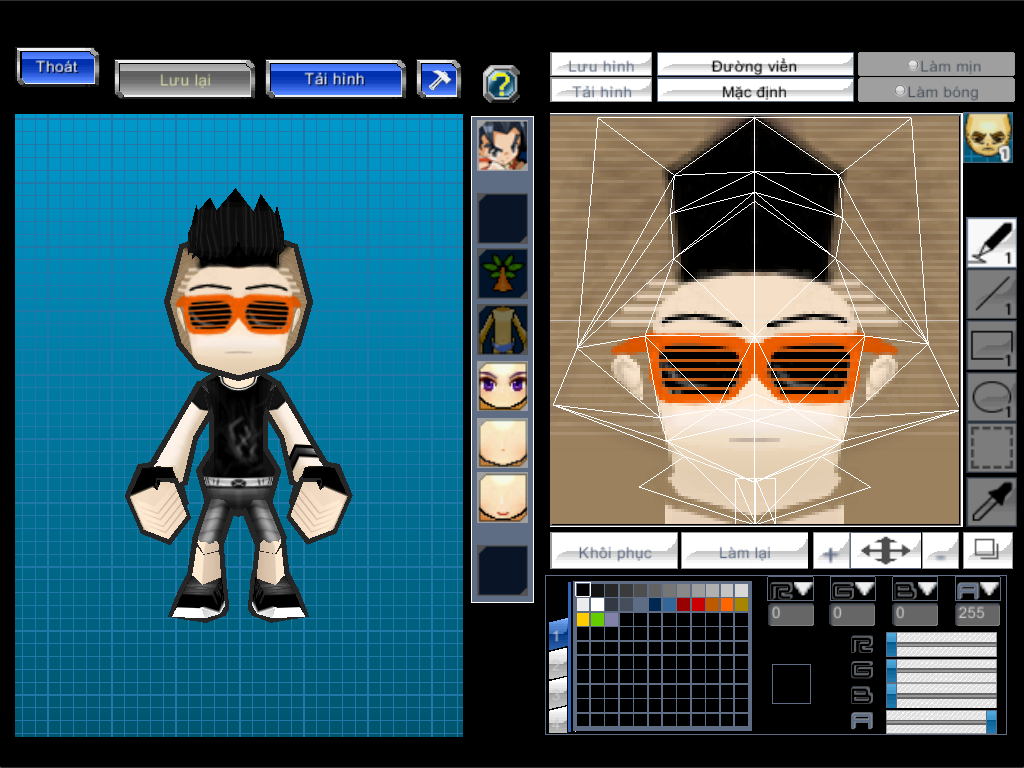 Thoát
Lưu lại
Tải hình
?
Lưu hình
Đường viền
Làm mịn
Tải hình
Mặc định
Làm bóng
1
1
1
1
1
Khôi phục
Làm lại
+
-
R
G
B
A
0
0
0
255
1
R
G
B
A